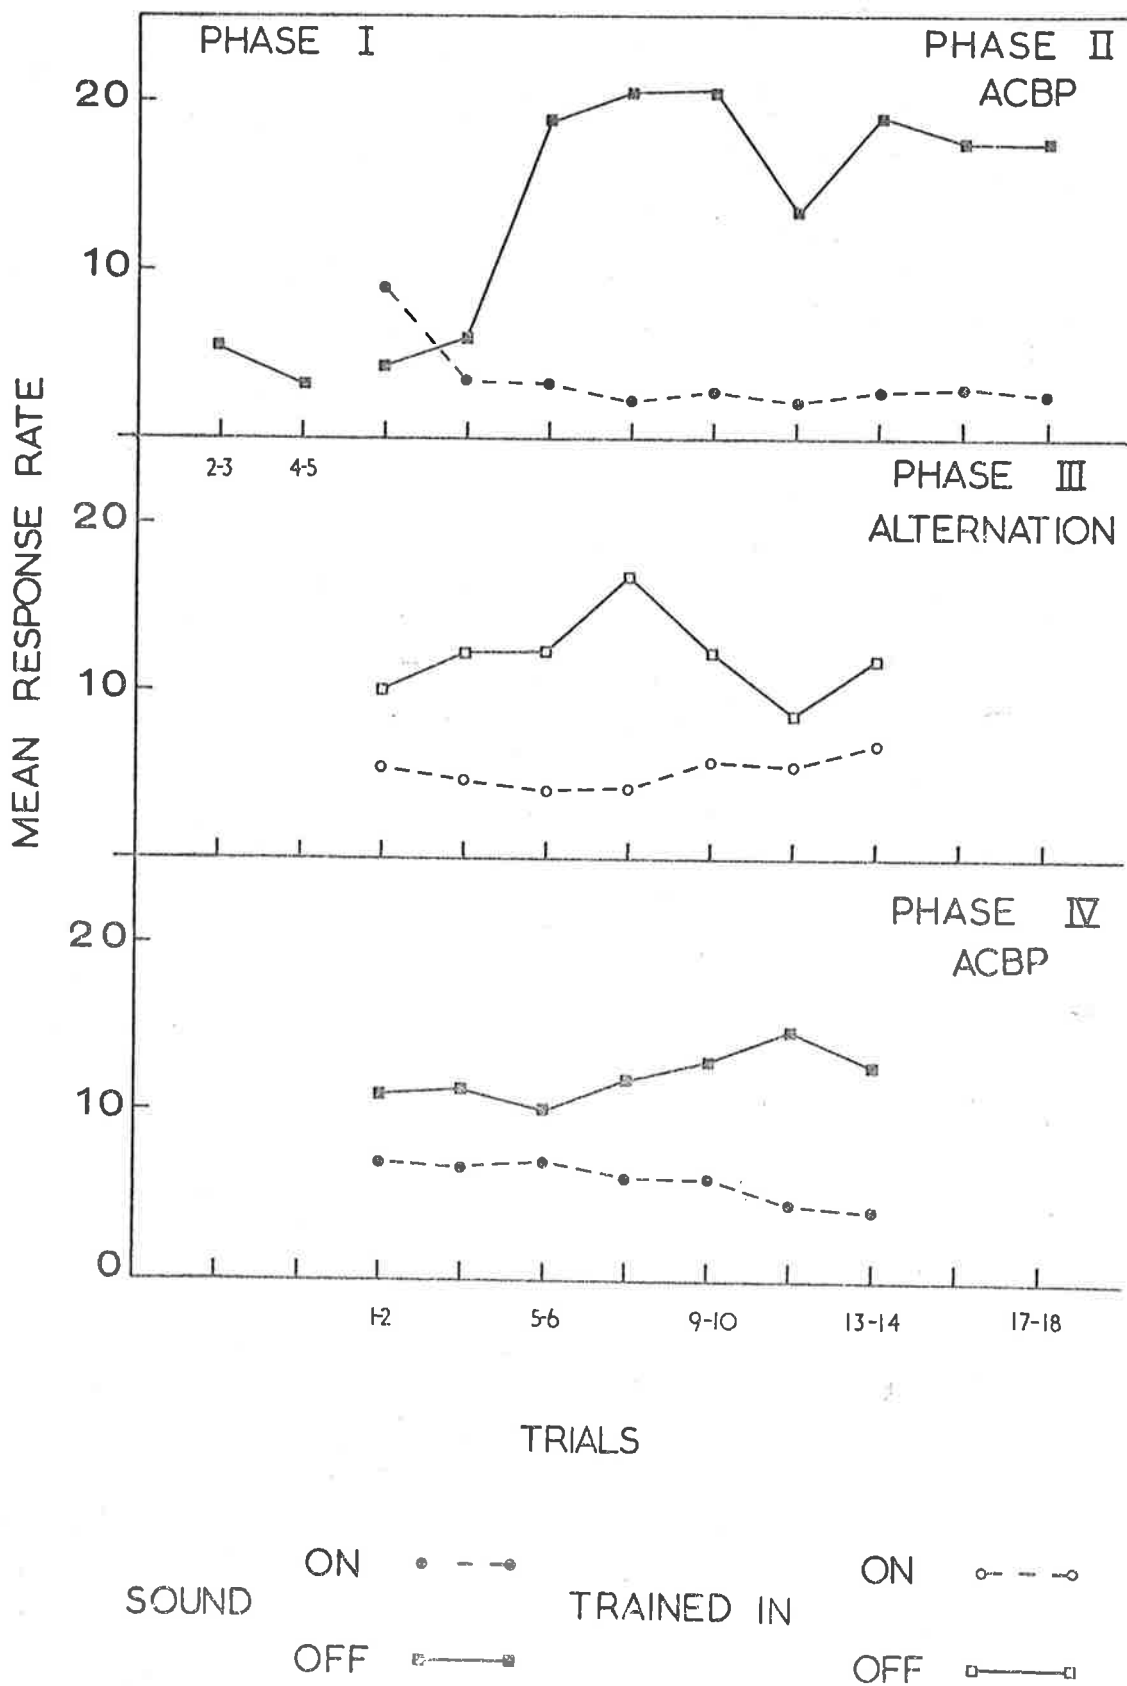 PHASE I
PHASE II
ACBP
20
10
2-3 4-5
PHASE III
ALTERNATION
20
10
MEAN RESPONSE RATE
PHASE IV
ACBP
20
10
0
1-2 5-6 9-10 13-14 17-18
TRIALS
SOUND
ON
OFF
TRAINED IN
ON
OFF